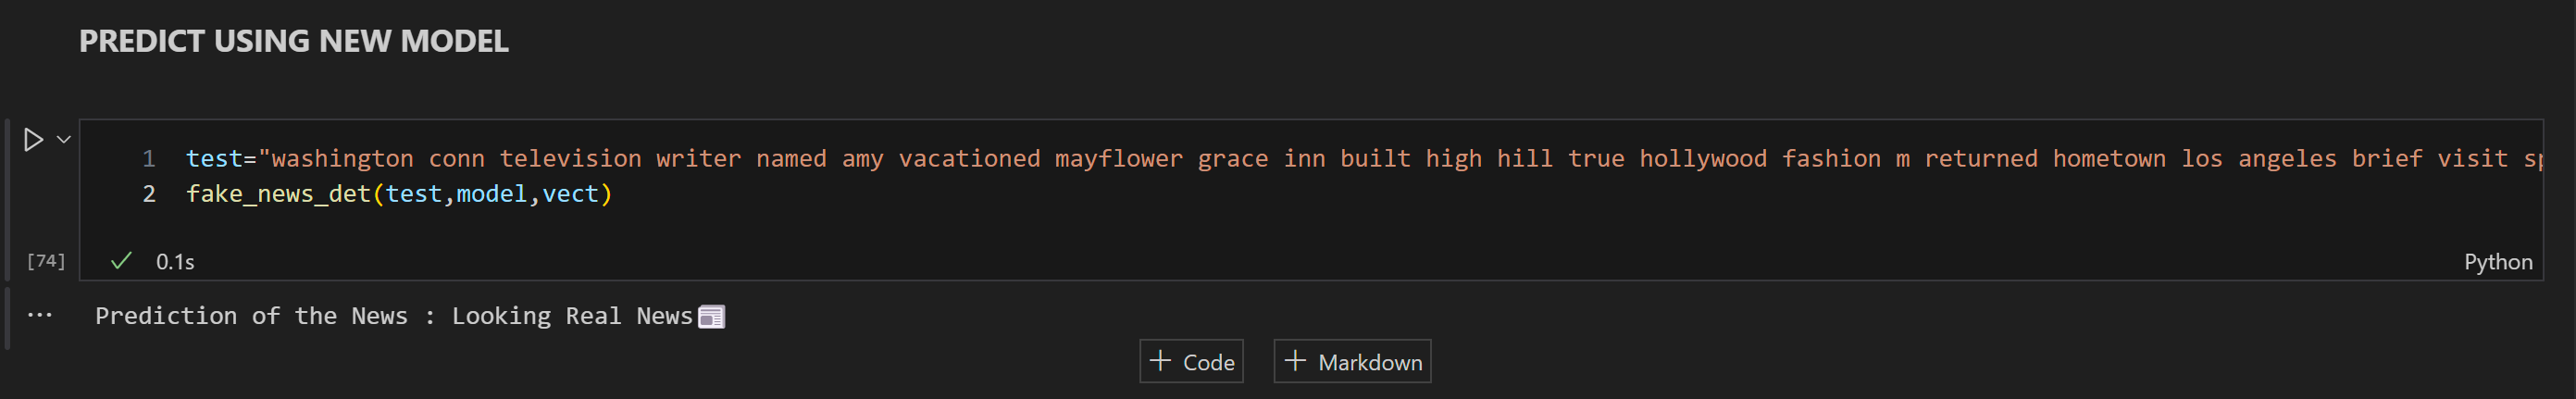 PREDICT USING NEW MODEL
1 test="washington conn television writer named amy vacationed mayflower grace inn built high hill true hollywood fashion m returned hometown los angeles brief visit
2 fake_news_det(test,model,vect)
[74] 0.1s Python
Prediction of the News : Looking Real News
+ Code + Markdown